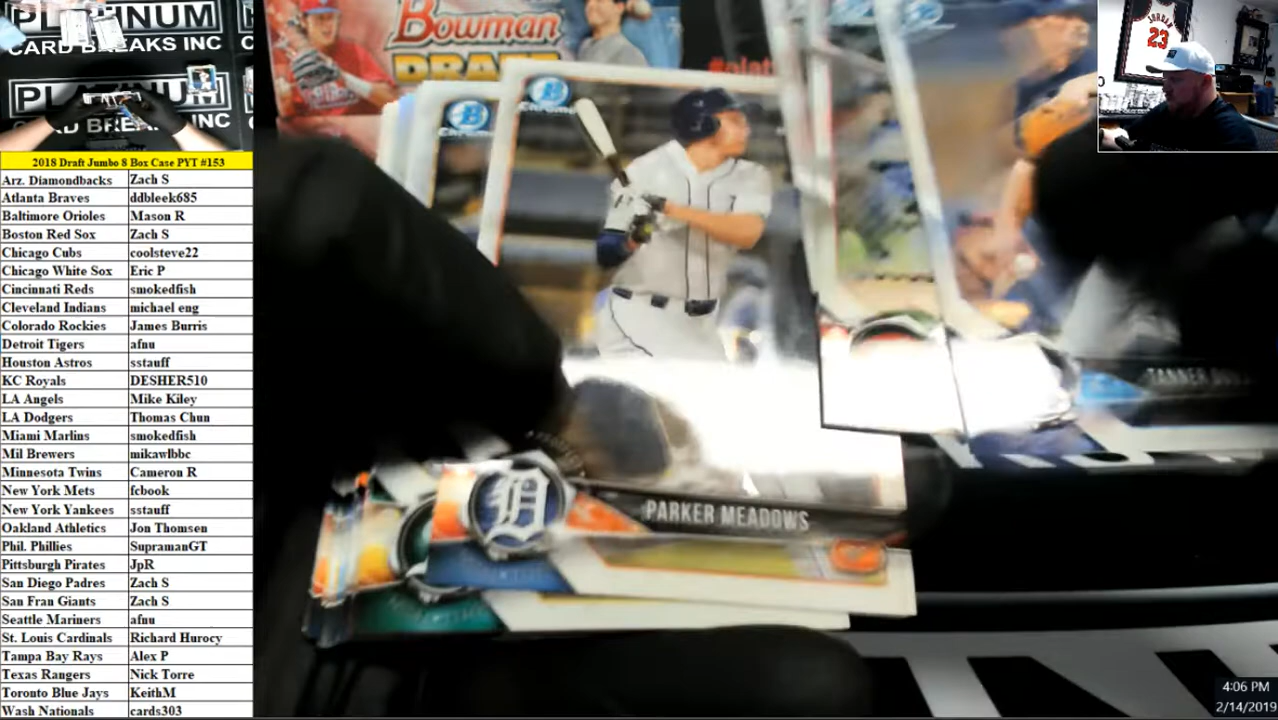 PLATINUM
CARD BREAKS INC
PLATINUM
CARD BREAKS INC
2018 Draft Jumbo 8 Box Case PYT #153
Arz. Diamondbacks Zach S
Atlanta Braves ddbleek685
Baltimore Orioles Mason R
Boston Red Sox Zach S
Chicago Cubs coolsteve22
Chicago White Sox Eric P
Cincinnati Reds smokedfish
Cleveland Indians michael eng
Colorado Rockies James Burris
Detroit Tigers afnu
Houston Astros sstauff
KC Royals DESHER510
LA Angels Mike Kiley
LA Dodgers Thomas Chun
Miami Marlins smokedfish
Mil Brewers mikawlbbc
Minnesota Twins Cameron R
New York Mets fcbook
New York Yankees sstauff
Oakland Athletics Jon Thomsen
Phil. Phillies SupramanGT
Pittsburgh Pirates JpR
San Diego Padres Zach S
San Fran Giants Zach S
Seattle Mariners afnu
St. Louis Cardinals Richard Hurocy
Tampa Bay Rays Alex P
Texas Rangers Nick Torre
Toronto Blue Jays KeithM
Wash Nationals cards303
Bowman
DRAFT
B
CHROME
B
CHROME
D
PARKER MEADOWS
TANNER
JORDAN
23
4:06 PM
2/14/2019